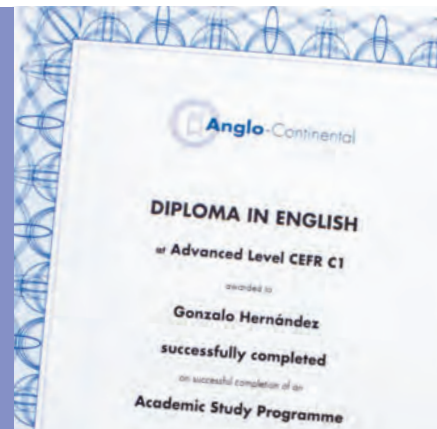 Anglo-Continental
DIPLOMA IN ENGLISH
at Advanced Level CEFR C1
awarded to
Gonzalo Hernández
successfully completed
on successful completion of an
Academic Study Programme